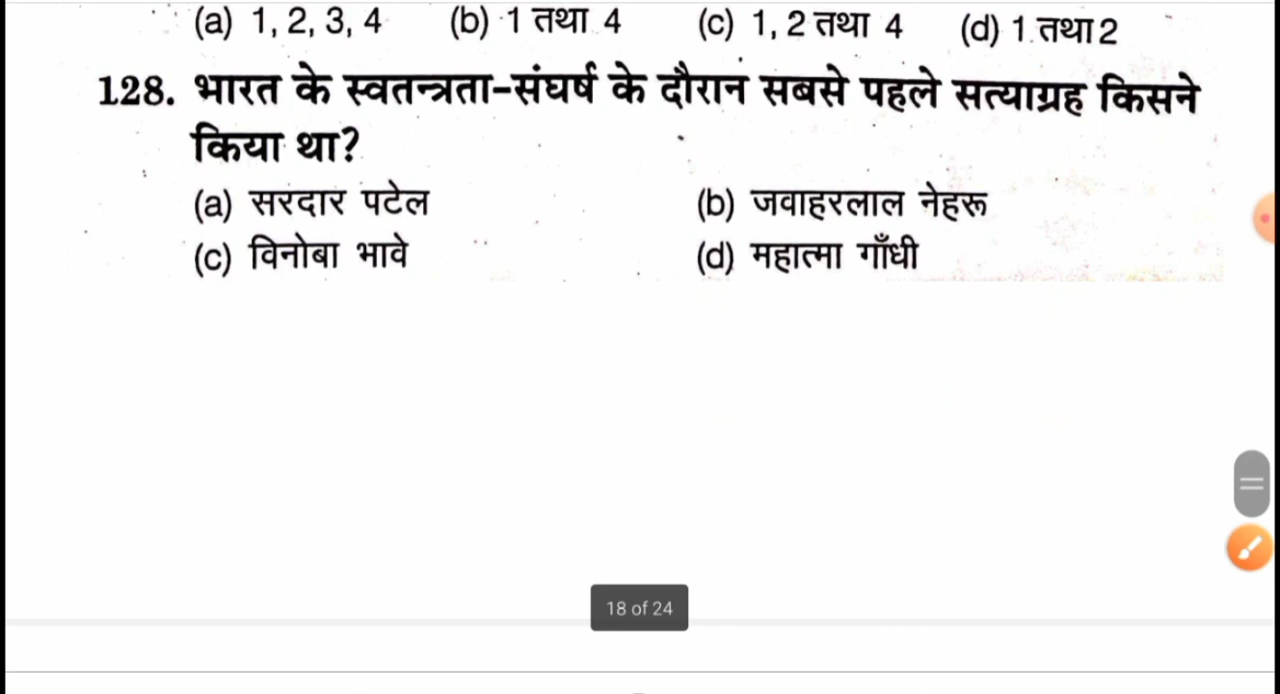 (a) 1, 2, 3, 4 (b) 1 तथा 4 (c) 1, 2 तथा 4 (d) 1 तथा 2
128. भारत के स्वतन्त्रता-संघर्ष के दौरान सबसे पहले सत्याग्रह किसने
किया था?
(a) सरदार पटेल (b) जवाहरलाल नेहरू
(c) विनोबा भावे (d) महात्मा गाँधी
18 of 24